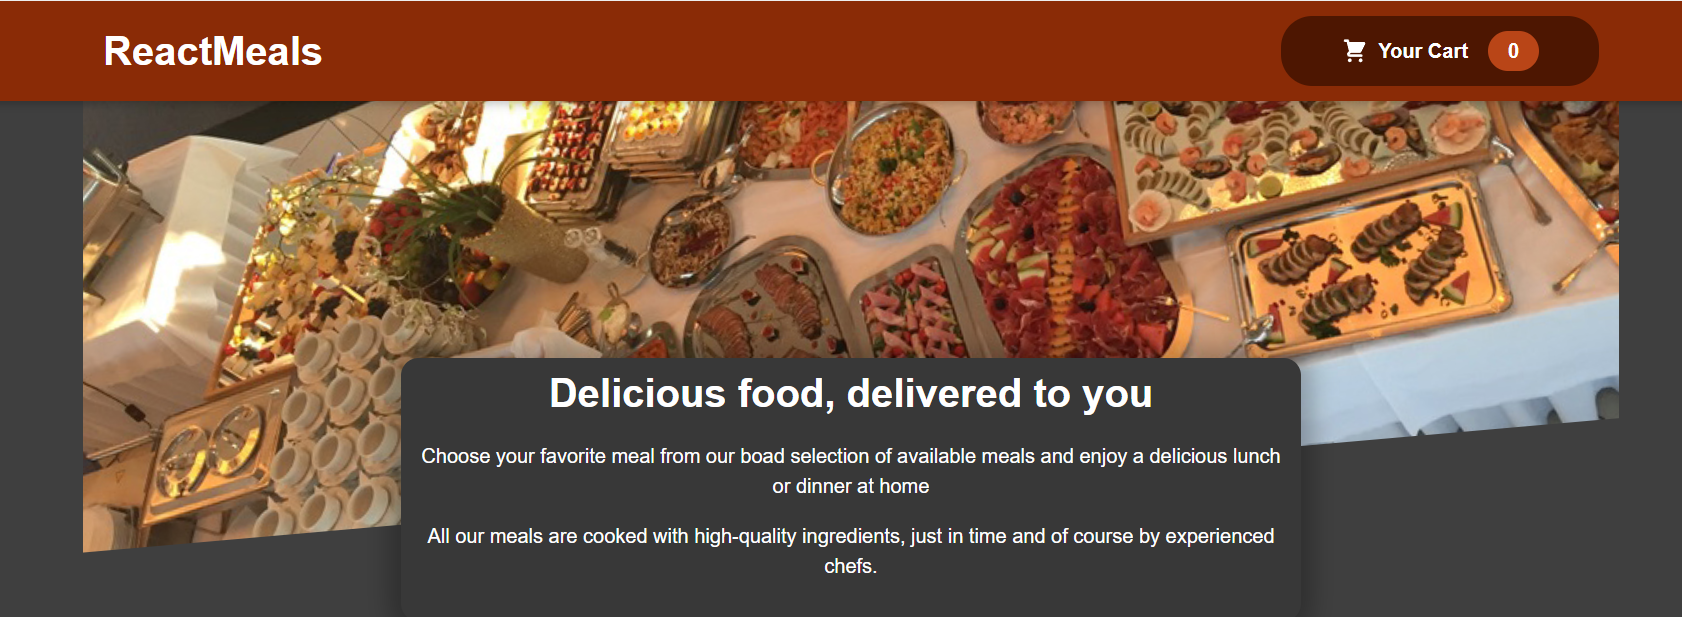 ReactMeals
Your Cart 0
Delicious food, delivered to you
Choose your favorite meal from our boad selection of available meals and enjoy a delicious lunch
or dinner at home
All our meals are cooked with high-quality ingredients, just in time and of course by experienced
chefs.